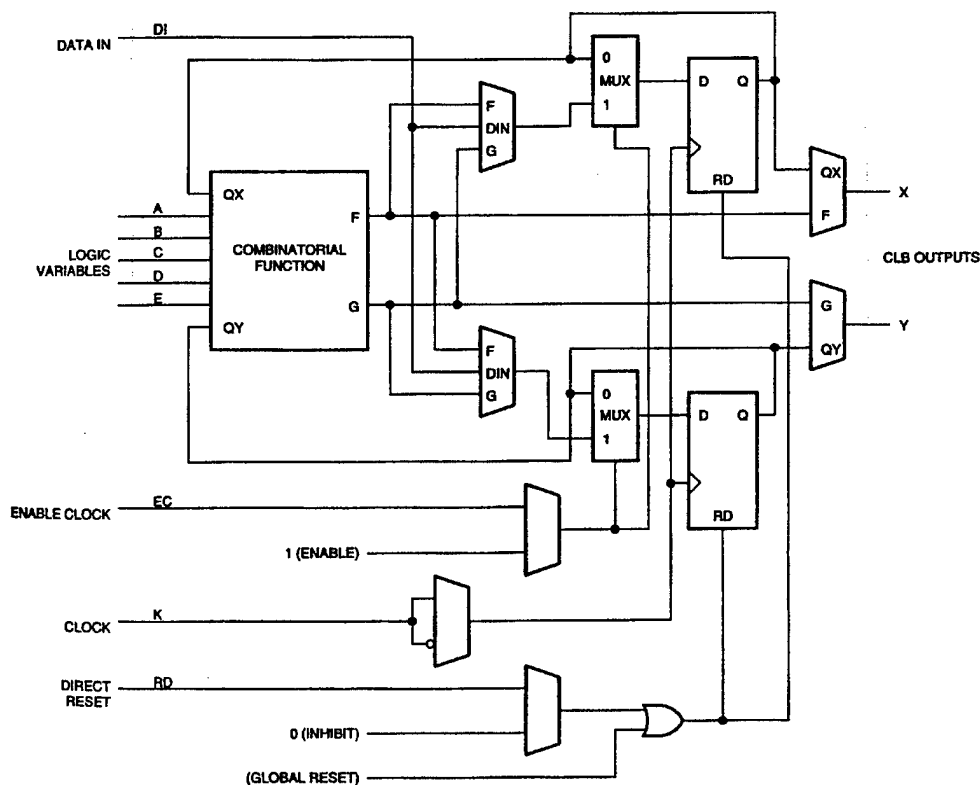 DI
DATA IN
0
MUX
1
D
Q
RD
F
DIN
G
QX
F
X
QX
A
B
C
D
E
LOGIC
VARIABLES
COMBINATORIAL
FUNCTION
F
G
QY
CLB OUTPUTS
G
QY
Y
F
DIN
G
0
MUX
1
D
Q
RD
EC
ENABLE CLOCK
1 (ENABLE)
K
CLOCK
RD
DIRECT
RESET
0 (INHIBIT)
(GLOBAL RESET)